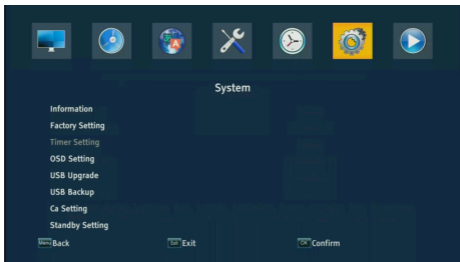 System
Information
Factory Setting
Timer Setting
OSD Setting
USB Upgrade
USB Backup
Ca Setting
Standby Setting
Menu Back Exit Exit OK Confirm